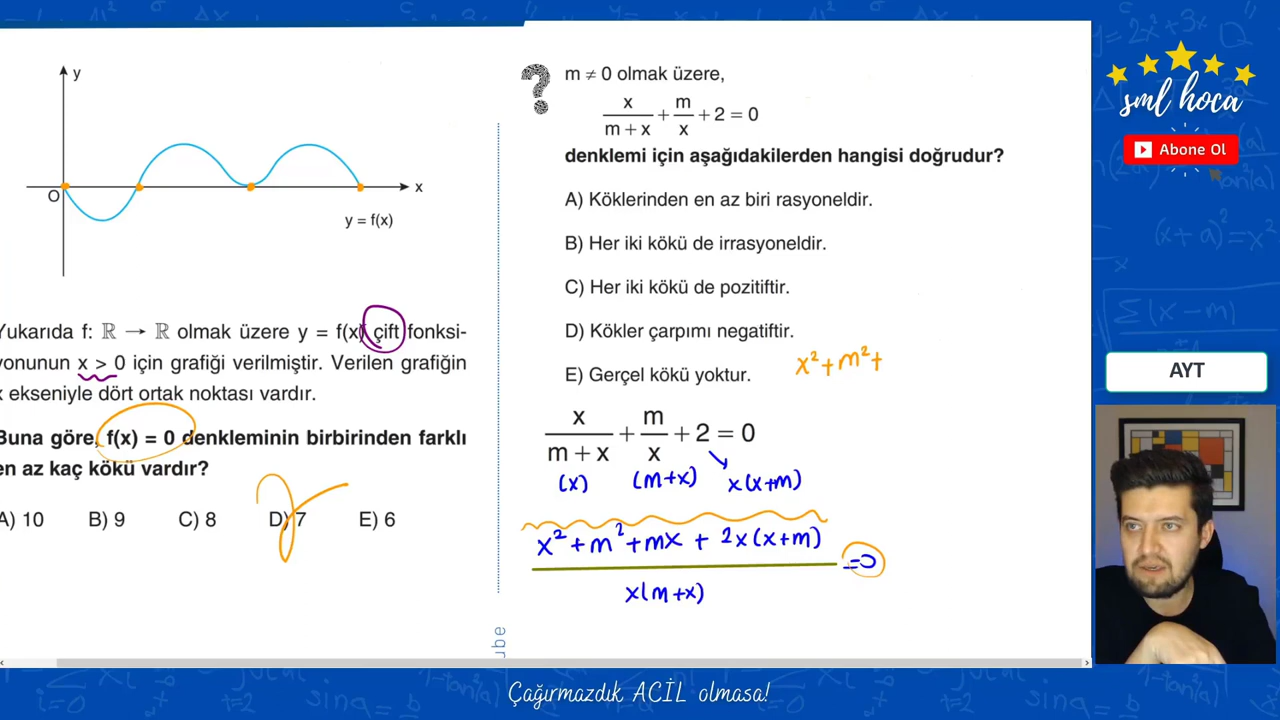 y
O
x
y = f(x)
Yukarıda f: ℝ → ℝ olmak üzere y = f(x) çift fonksi-
yonunun x > 0 için grafiği verilmiştir. Verilen grafiğin
x ekseniyle dört ortak noktası vardır.
Buna göre, f(x) = 0 denkleminin birbirinden farklı
en az kaç kökü vardır?
A) 10 B) 9 C) 8 D) 7 E) 6
?
m ≠ 0 olmak üzere,
x/(m + x) + m/x + 2 = 0
denklemi için aşağıdakilerden hangisi doğrudur?
A) Köklerinden en az biri rasyoneldir.
B) Her iki kökü de irrasyoneldir.
C) Her iki kökü de pozitiftir.
D) Kökler çarpımı negatiftir.
E) Gerçel kökü yoktur.
x² + m² +
x/(m + x) + m/x + 2 = 0
(x) (m+x) x(x+m)
x² + m² + mx + 2x(x+m)
=0
x(m+x)
ube
sml hoca
Abone Ol
AYT
Çağırmazdık ACİL olmasa!